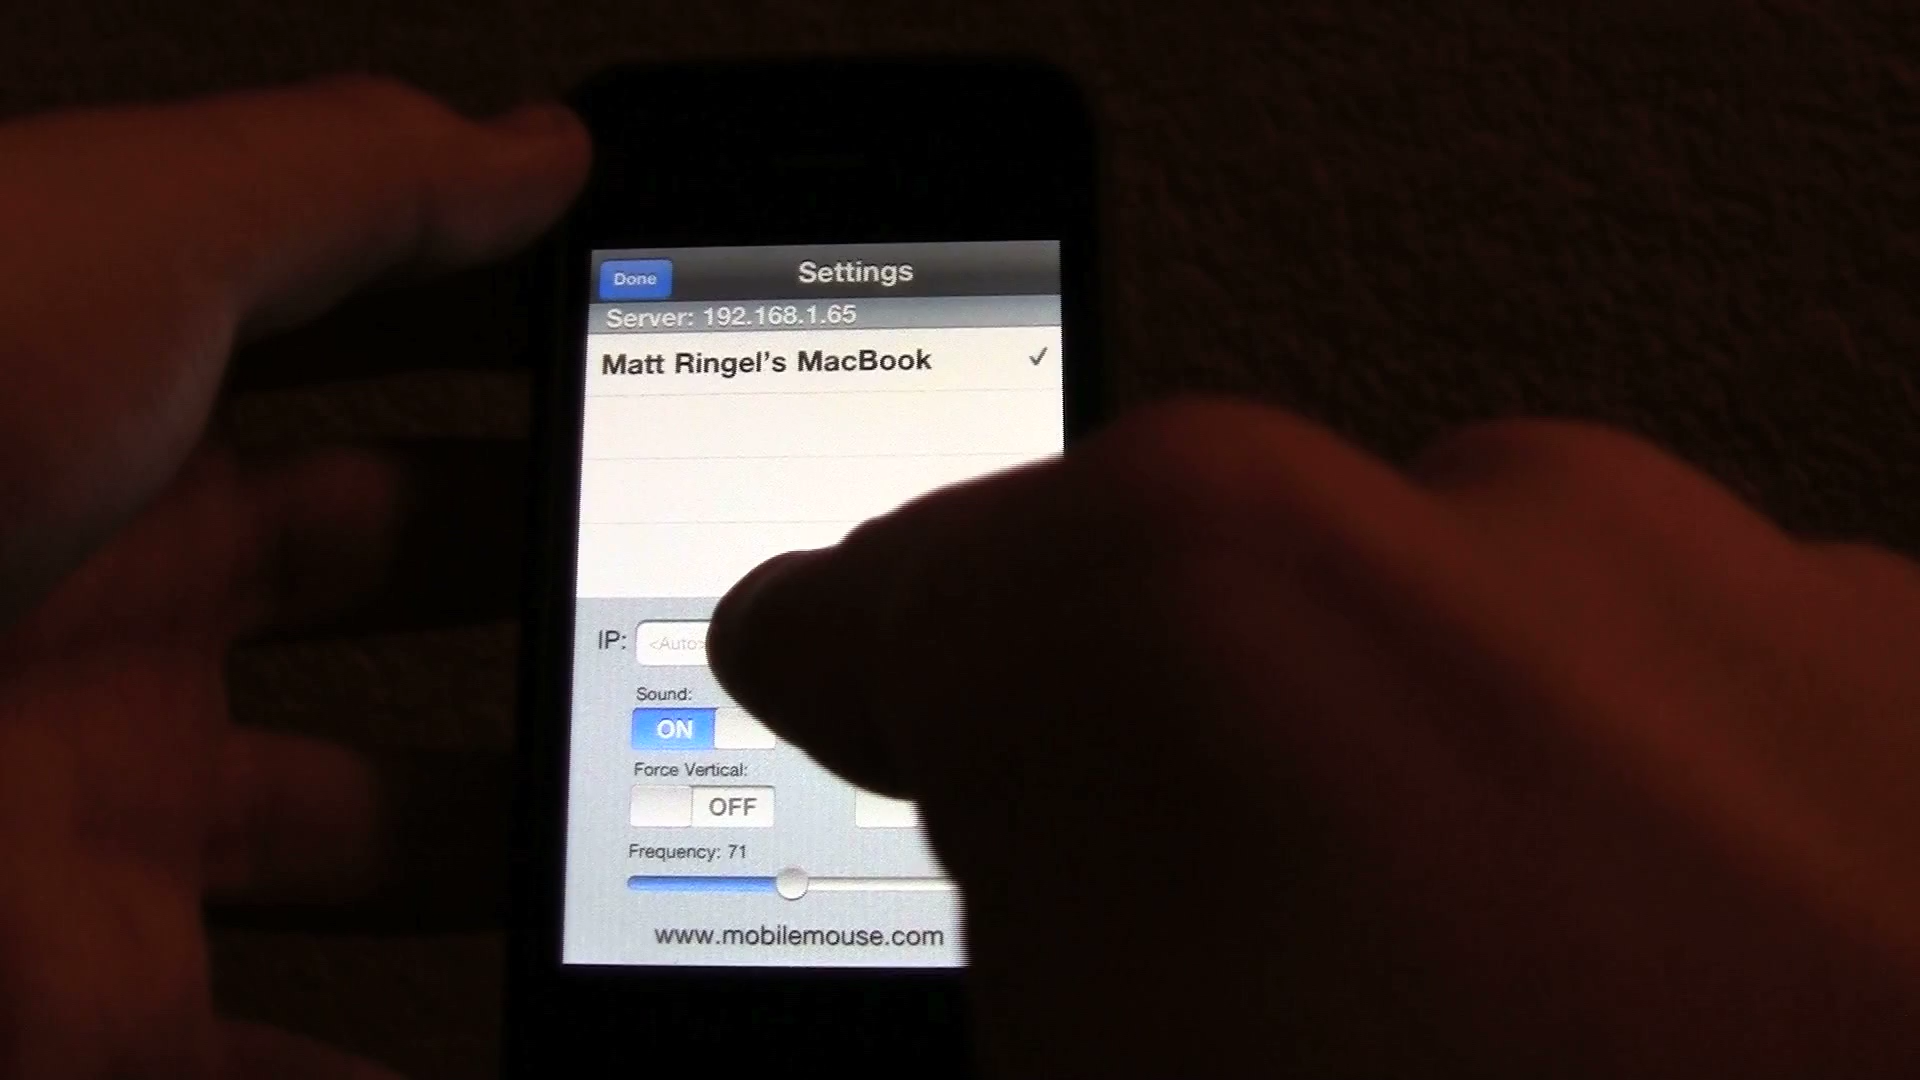 Done
Settings
Server: 192.168.1.65
Matt Ringel's MacBook
IP: <Auto>
Sound:
ON
Force Vertical:
OFF
Frequency: 71
www.mobilemouse.com